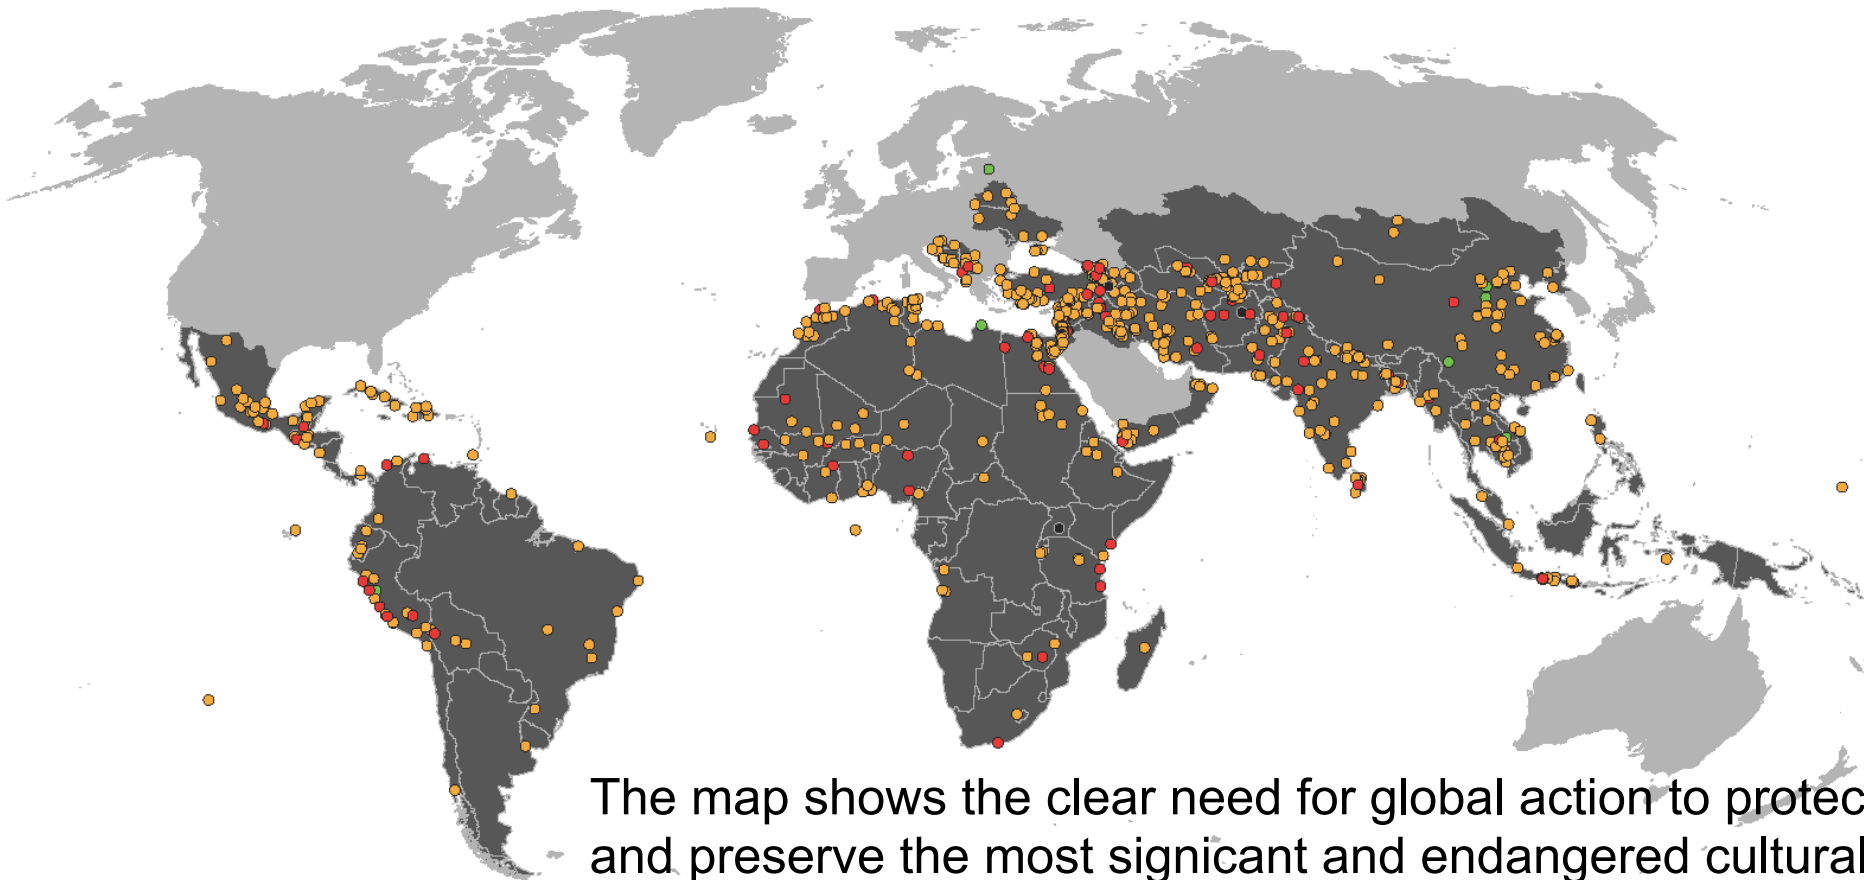 The map shows the clear need for global action to protec
and preserve the most signicant and endangered cultural